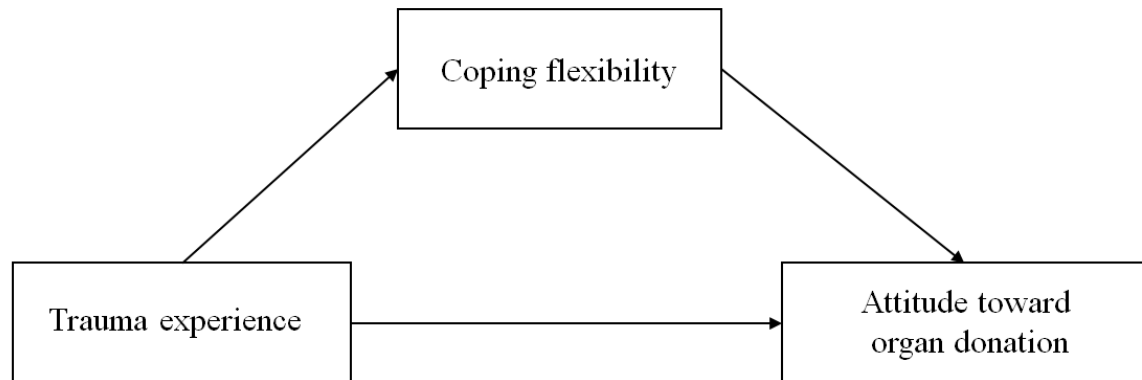 Coping flexibility
Trauma experience
Attitude toward
organ donation